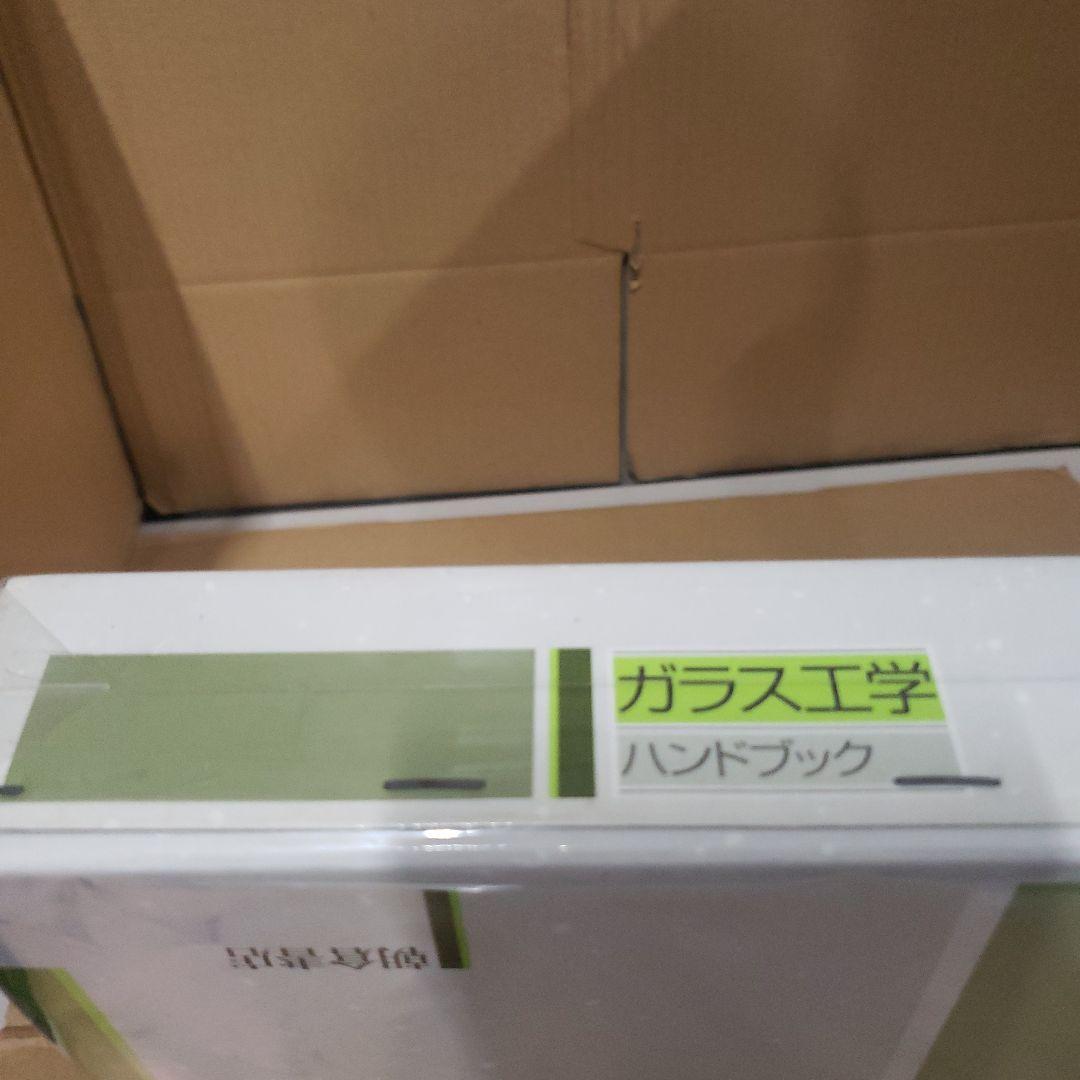 ガラス工学
ハンドブック
朝倉書店